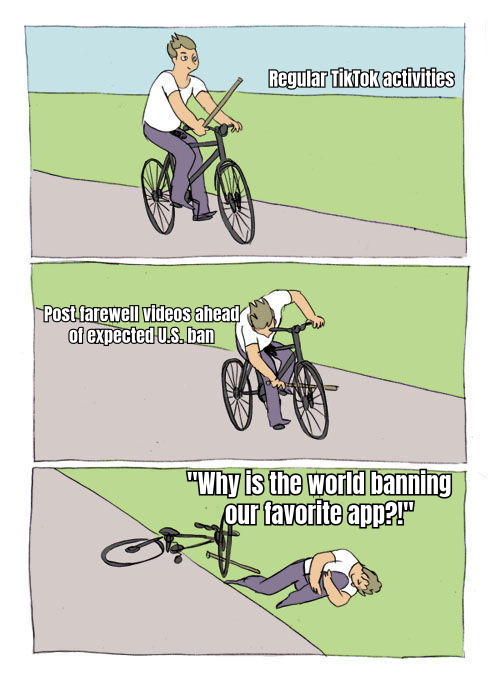 Regular TikTok activities
Post farewell videos ahead
of expected U.S. ban
"Why is the world banning
our favorite app?!"